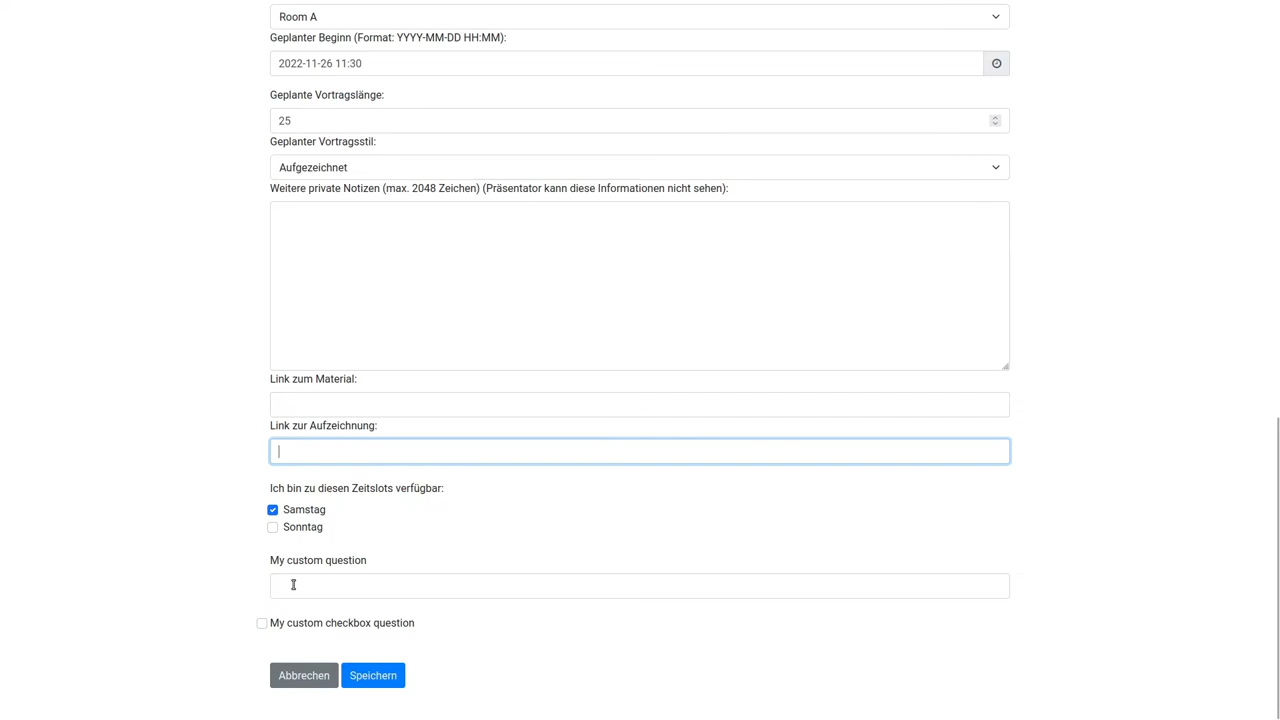 Room A
Geplanter Beginn (Format: YYYY-MM-DD HH:MM):
2022-11-26 11:30
Geplante Vortragslänge:
25
Geplanter Vortragsstil:
Aufgezeichnet
Weitere private Notizen (max. 2048 Zeichen) (Präsentator kann diese Informationen nicht sehen):
Link zum Material:
Link zur Aufzeichnung:
Ich bin zu diesen Zeitslots verfügbar:
Samstag
Sonntag
My custom question
My custom checkbox question
Abbrechen Speichern